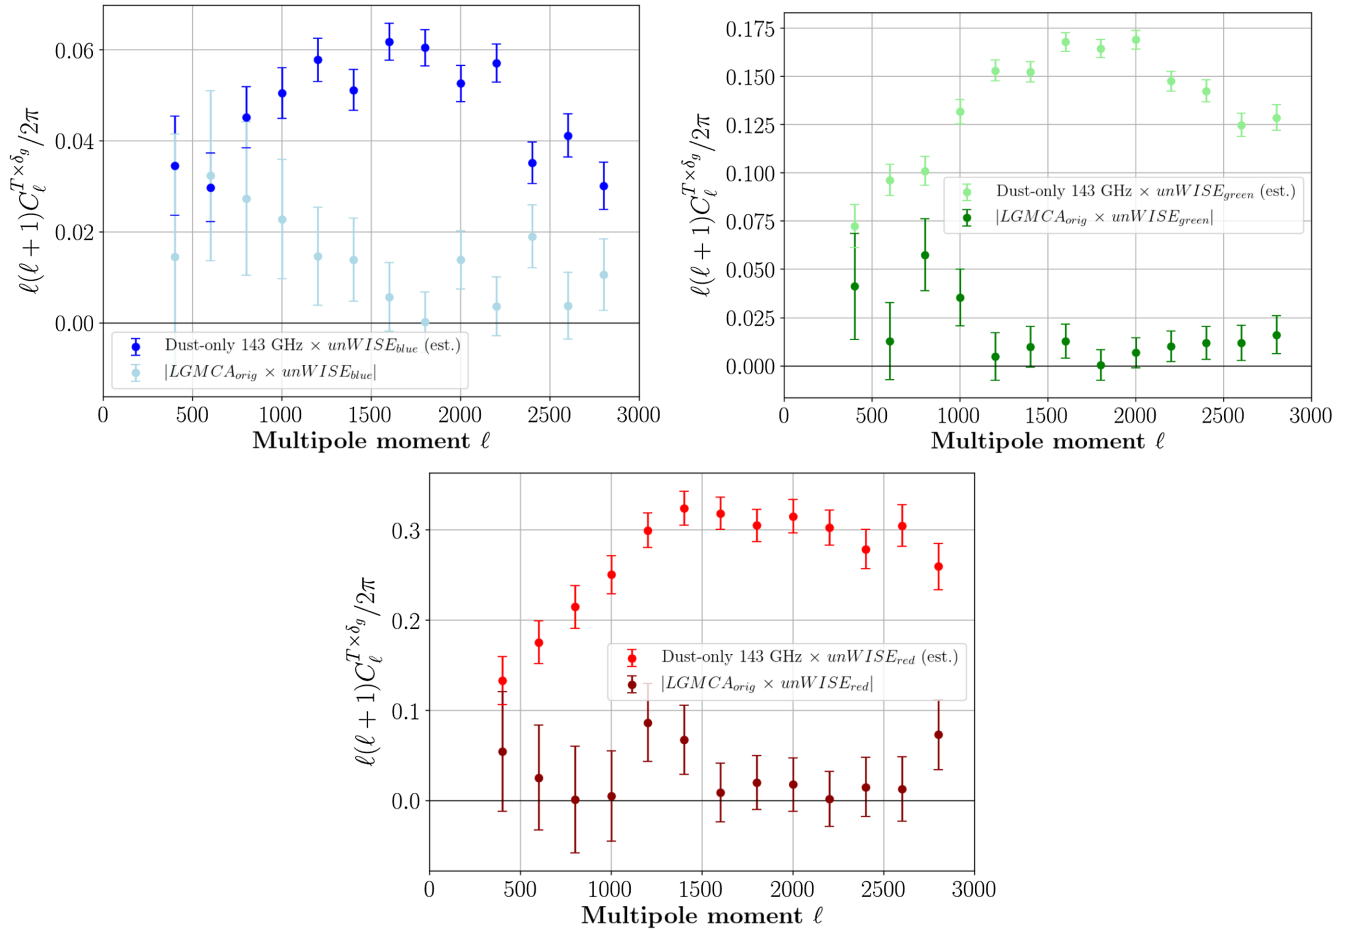 0.06
0.04
0.02
0.00
ℓ(ℓ + 1)C_ℓ^{T×δ_g}/2π
Dust-only 143 GHz × unWISE_blue (est.)
|LGMCA_orig × unWISE_blue|
0 500 1000 1500 2000 2500 3000
Multipole moment ℓ
0.175
0.150
0.125
0.100
0.075
0.050
0.025
0.000
ℓ(ℓ + 1)C_ℓ^{T×δ_g}/2π
Dust-only 143 GHz × unWISE_green (est.)
|LGMCA_orig × unWISE_green|
0 500 1000 1500 2000 2500 3000
Multipole moment ℓ
0.3
0.2
0.1
0.0
ℓ(ℓ + 1)C_ℓ^{T×δ_g}/2π
Dust-only 143 GHz × unWISE_red (est.)
|LGMCA_orig × unWISE_red|
0 500 1000 1500 2000 2500 3000
Multipole moment ℓ